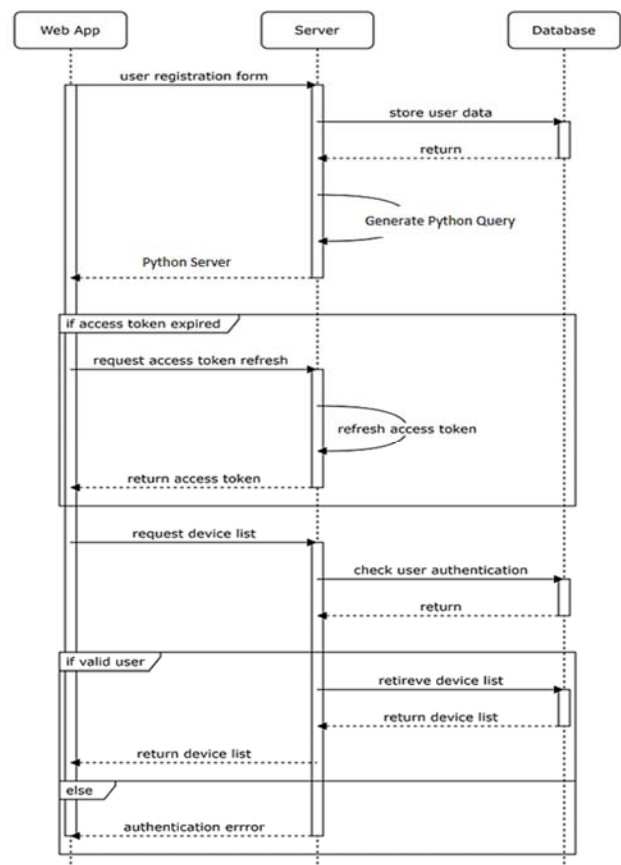 Web App
Server
Database
user registration form
store user data
return
Generate Python Query
Python Server
if access token expired
request access token refresh
refresh access token
return access token
request device list
check user authentication
return
if valid user
retireve device list
return device list
return device list
else
authentication errror